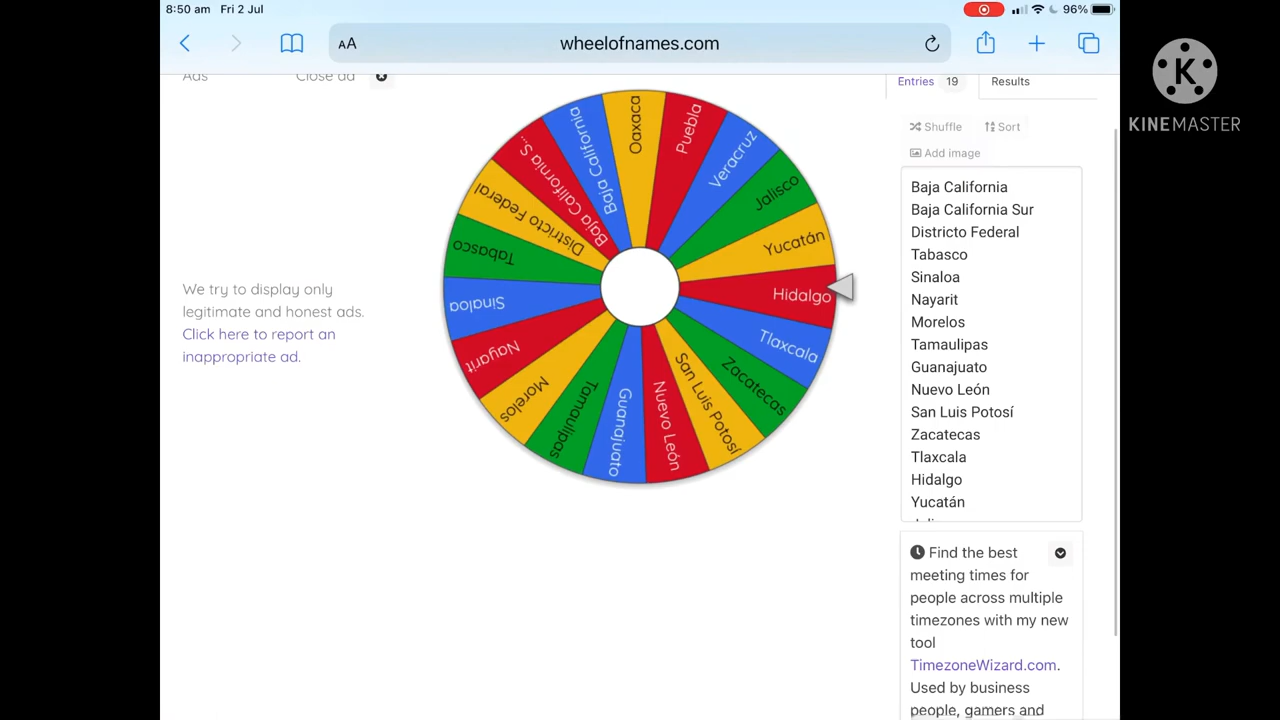 8:50 am Fri 2 Jul
96%
AA
wheelofnames.com
KINEMASTER
Ads
Close ad
We try to display only
legitimate and honest ads.
Click here to report an
inappropriate ad.
Oaxaca
Puebla
Veracruz
Jalisco
Yucatán
Hidalgo
Tlaxcala
Zacatecas
San Luis Potosí
Nuevo León
Guanajuato
Tamaulipas
Morelos
Nayarit
Sinaloa
Tabasco
Districto Federal
Baja California S...
Baja California
Entries 19
Results
Shuffle
Sort
Add image
Baja California
Baja California Sur
Districto Federal
Tabasco
Sinaloa
Nayarit
Morelos
Tamaulipas
Guanajuato
Nuevo León
San Luis Potosí
Zacatecas
Tlaxcala
Hidalgo
Yucatán
Find the best
meeting times for
people across multiple
timezones with my new
tool
TimezoneWizard.com.
Used by business
people, gamers and